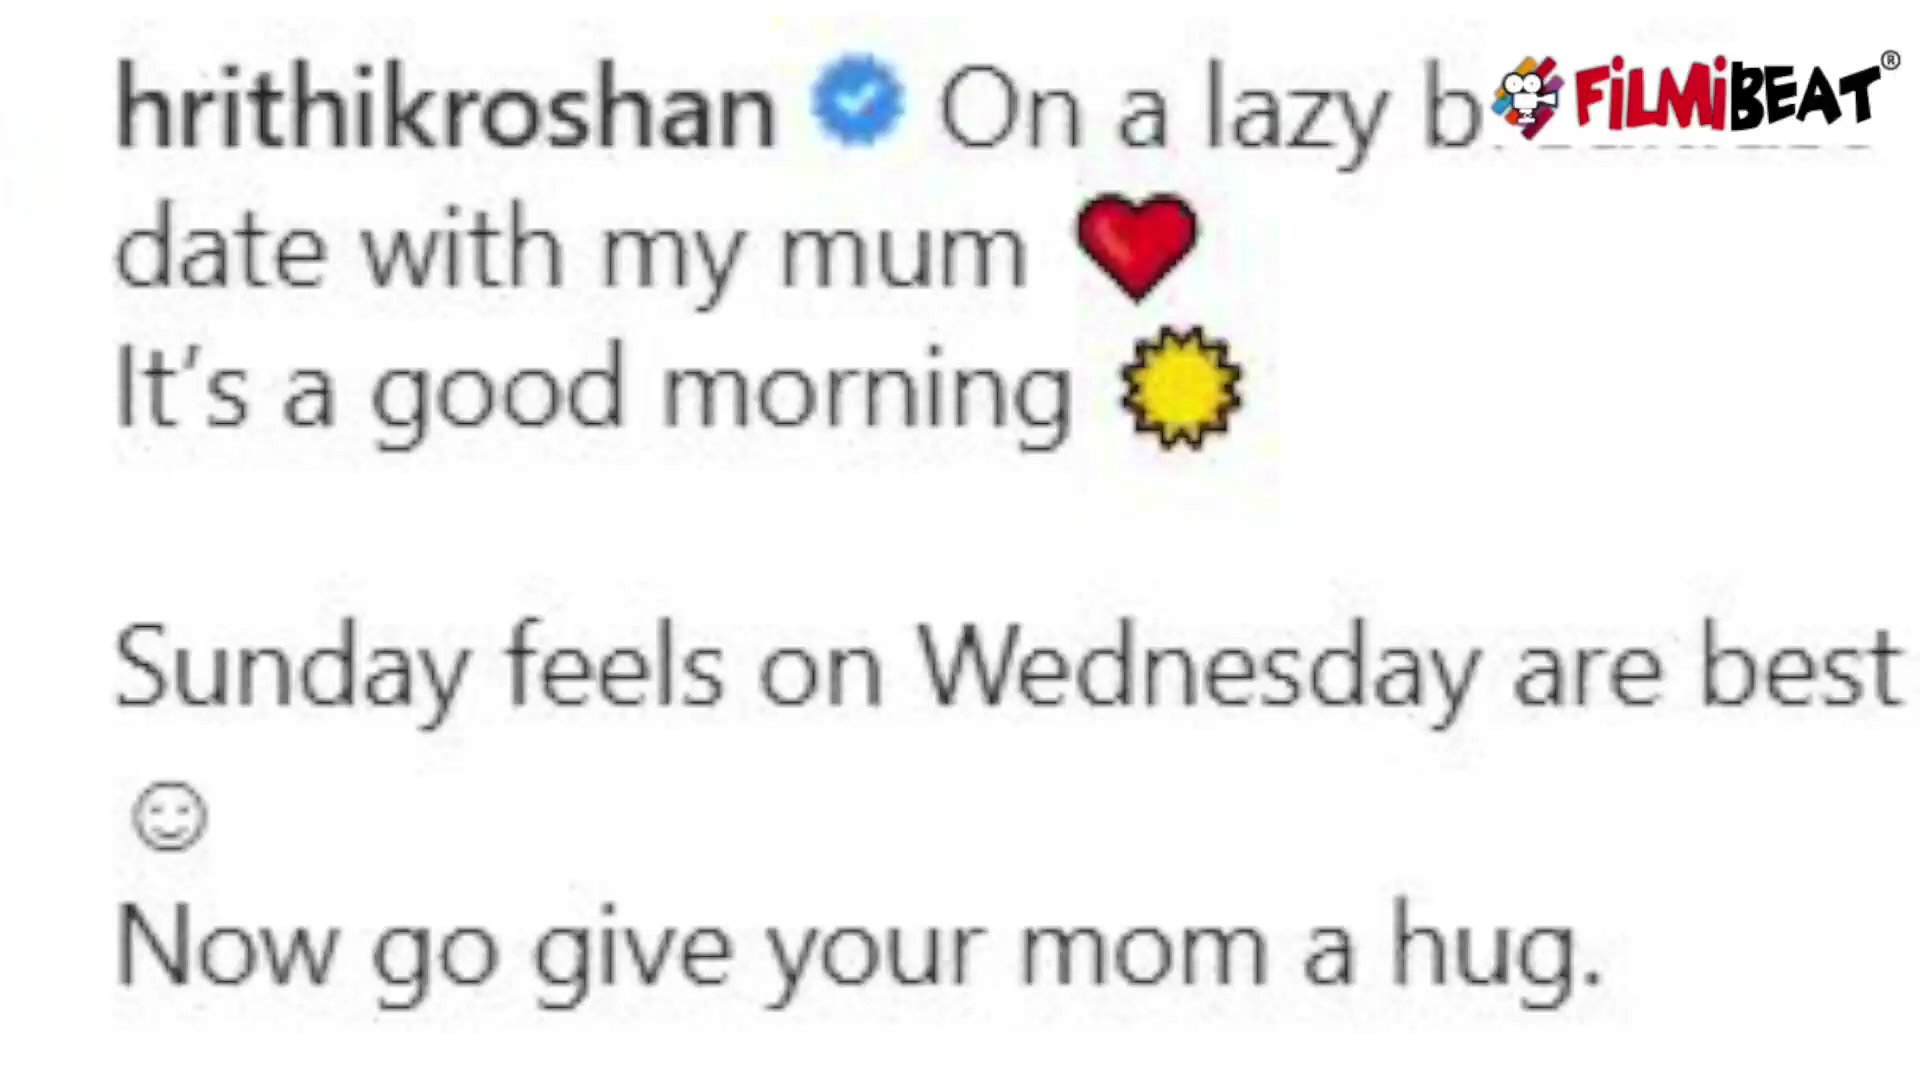 hrithikroshan On a lazy
FiLMiBEAT®
date with my mum ❤
It's a good morning ☀
Sunday feels on Wednesday are best
☺
Now go give your mom a hug.